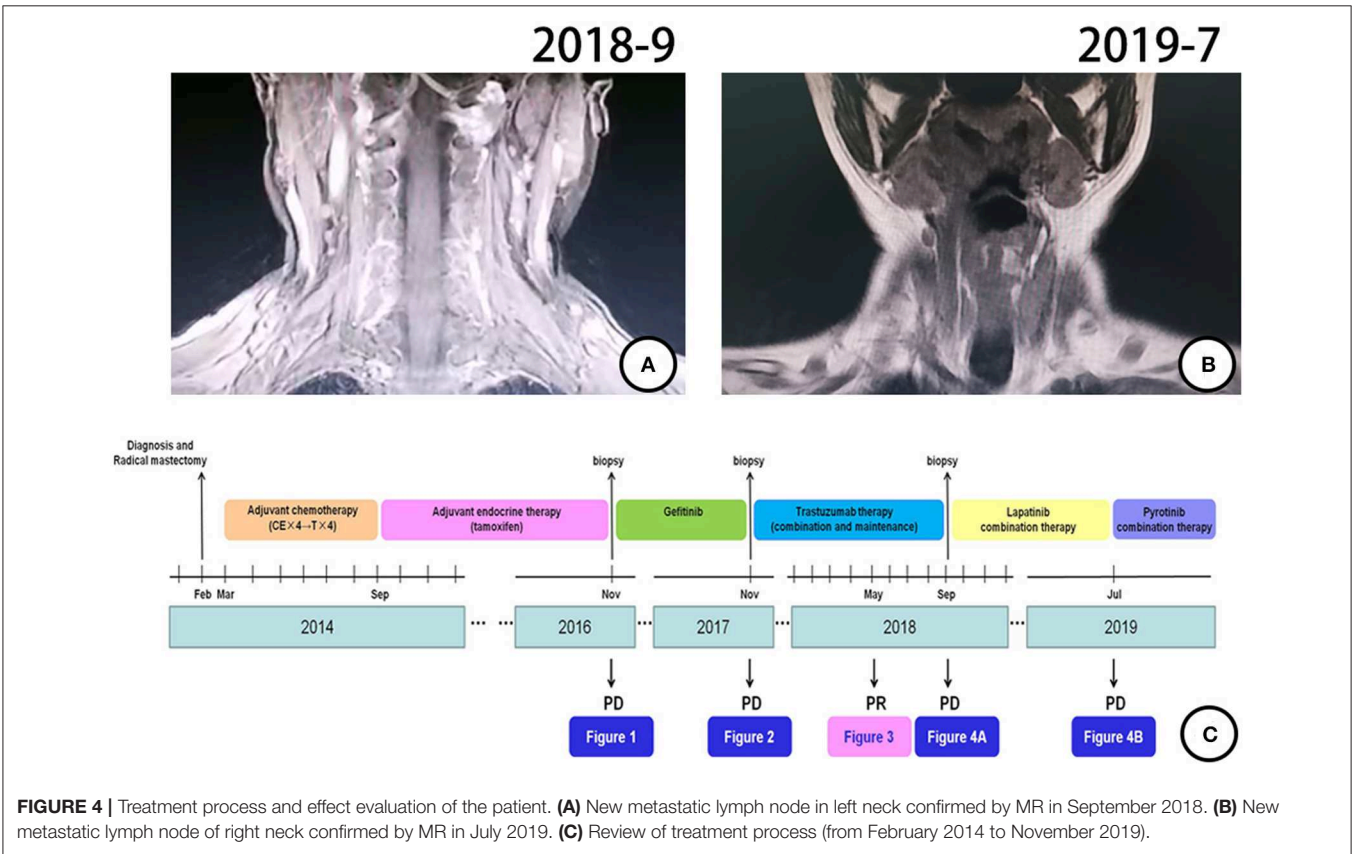 2018-9
2019-7
A
B
Diagnosis and
Radical mastectomy
biopsy
biopsy
biopsy
Adjuvant chemotherapy
(CE×4→T×4)
Adjuvant endocrine therapy
(tamoxifen)
Gefitinib
Trastuzumab therapy
(combination and maintenance)
Lapatinib
combination therapy
Pyrotinib
combination therapy
Feb Mar
Sep
Nov
Nov
May
Sep
Jul
2014
... ...
2016
...
2017
...
2018
...
2019
PD
PD
PR
PD
PD
Figure 1
Figure 2
Figure 3
Figure 4A
Figure 4B
C
FIGURE 4 | Treatment process and effect evaluation of the patient. (A) New metastatic lymph node in left neck confirmed by MR in September 2018. (B) New
metastatic lymph node of right neck confirmed by MR in July 2019. (C) Review of treatment process (from February 2014 to November 2019).